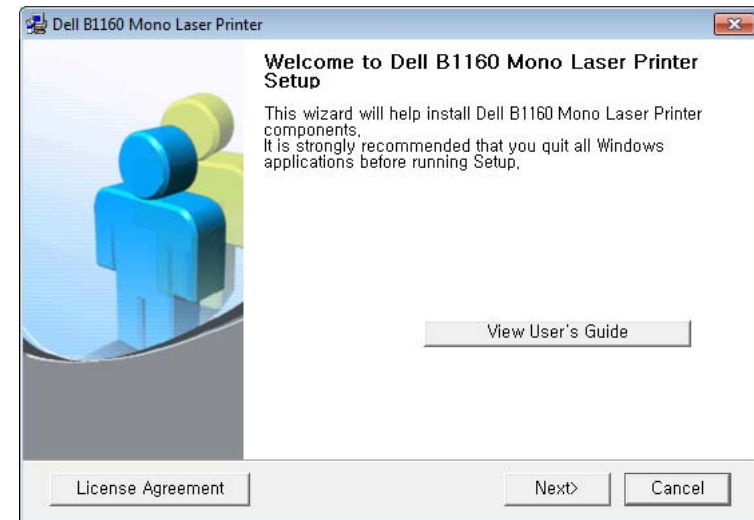 Dell B1160 Mono Laser Printer
Welcome to Dell B1160 Mono Laser Printer
Setup
This wizard will help install Dell B1160 Mono Laser Printer
components,
It is strongly recommended that you quit all Windows
applications before running Setup,
View User's Guide
License Agreement
Next>
Cancel